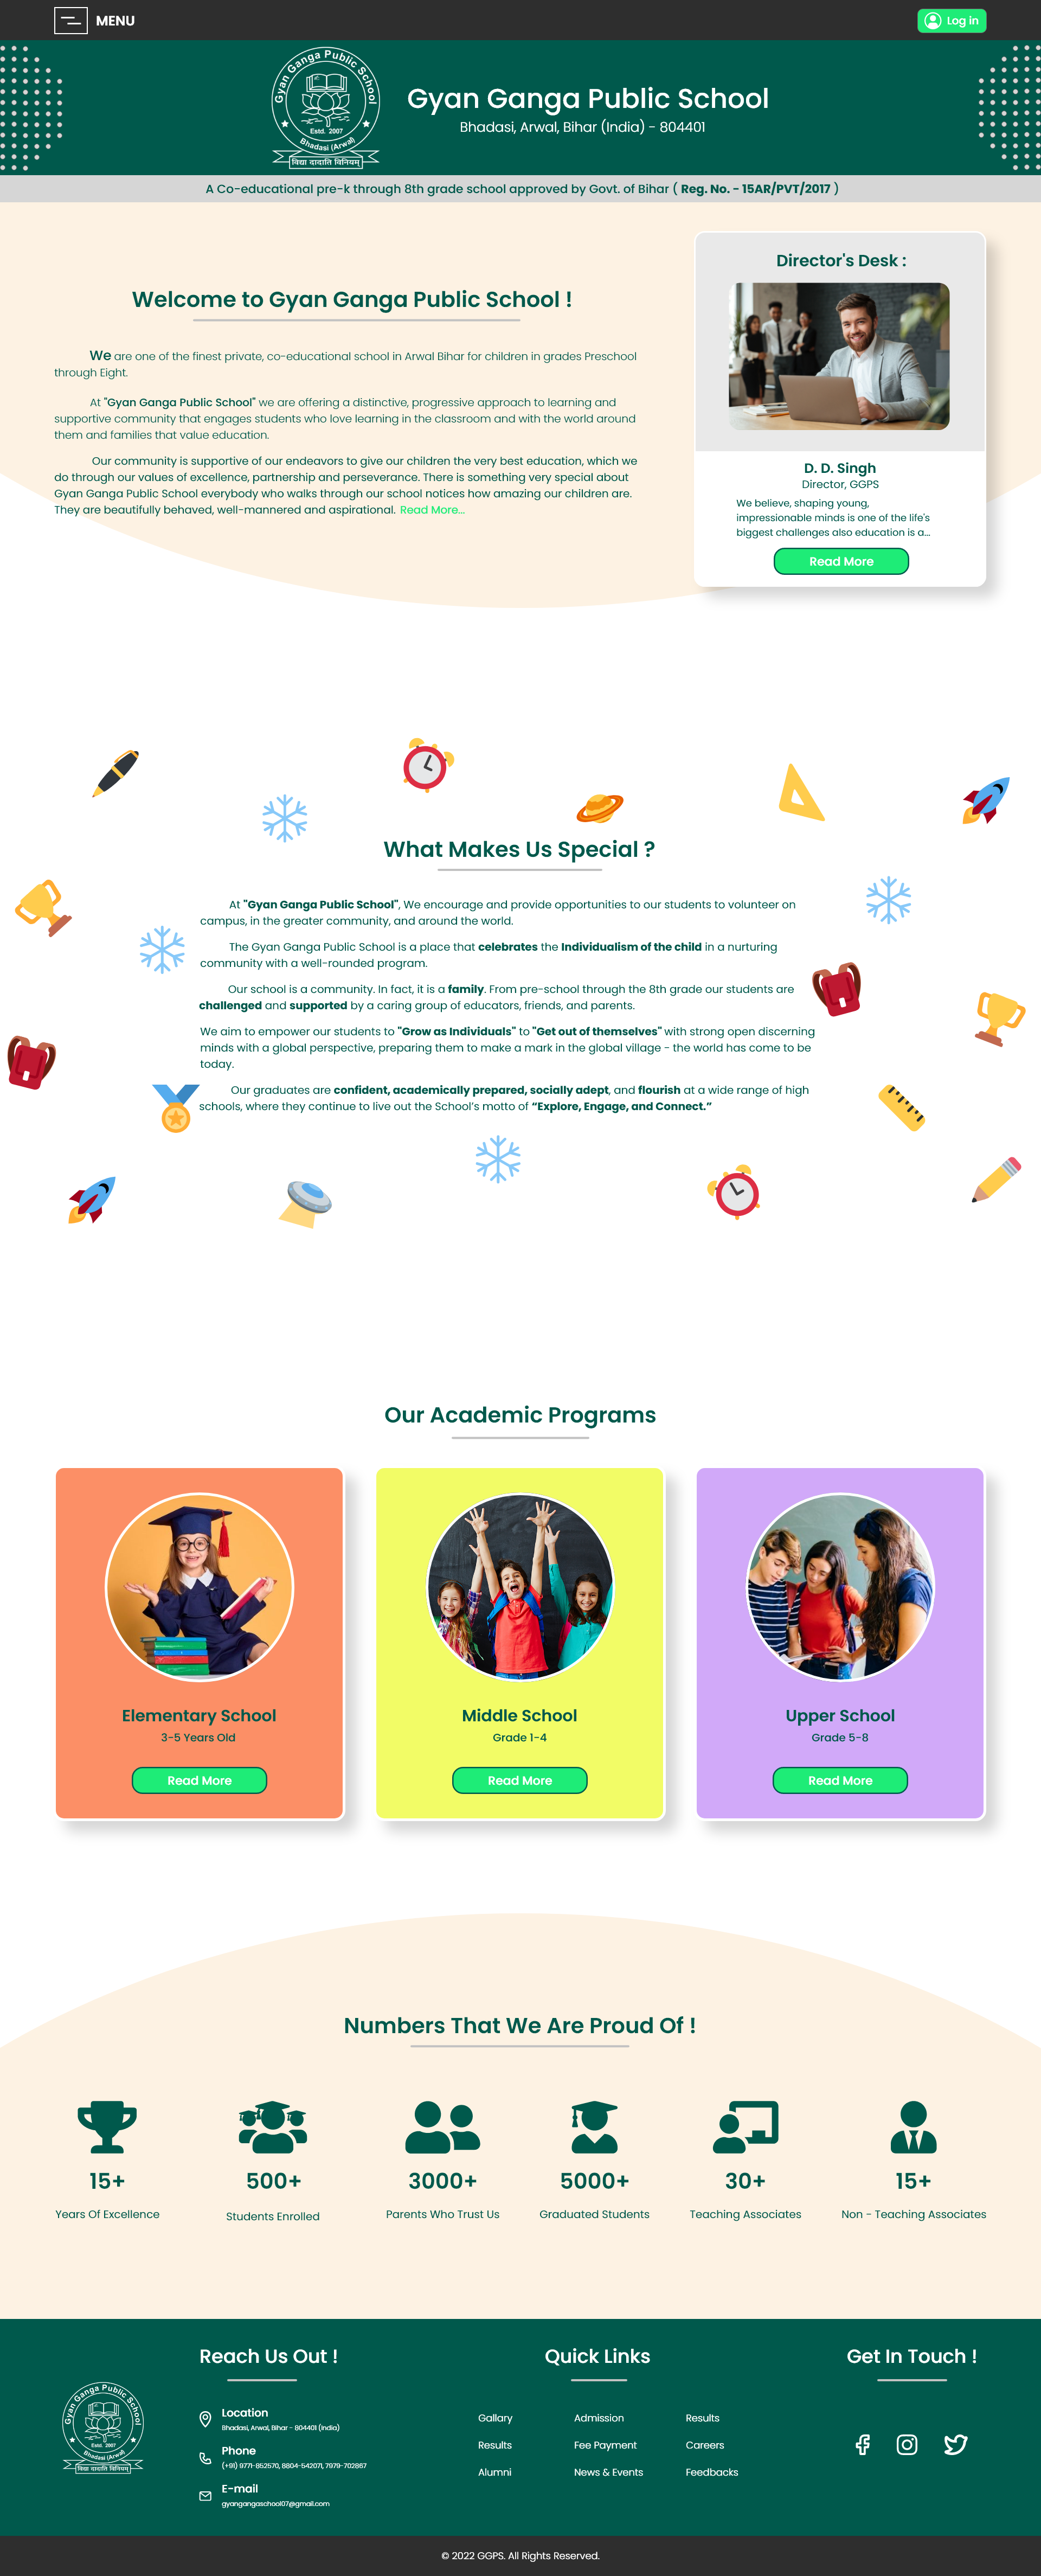 MENU
Log in
Gyan Ganga Public School
Estd. 2007
Bhadasi (Arwal)
विद्या दादाति विनियम्
Gyan Ganga Public School
Bhadasi, Arwal, Bihar (India) - 804401
A Co-educational pre-k through 8th grade school approved by Govt. of Bihar ( Reg. No. - 15AR/PVT/2017 )
Welcome to Gyan Ganga Public School !
We are one of the finest private, co-educational school in Arwal Bihar for children in grades Preschool
through Eight.
At "Gyan Ganga Public School" we are offering a distinctive, progressive approach to learning and
supportive community that engages students who love learning in the classroom and with the world around
them and families that value education.
Our community is supportive of our endeavors to give our children the very best education, which we
do through our values of excellence, partnership and perseverance. There is something very special about
Gyan Ganga Public School everybody who walks through our school notices how amazing our children are.
They are beautifully behaved, well-mannered and aspirational. Read More...
Director's Desk :
D. D. Singh
Director, GGPS
We believe, shaping young,
impressionable minds is one of the life's
biggest challenges also education is a...
Read More
What Makes Us Special ?
At "Gyan Ganga Public School", We encourage and provide opportunities to our students to volunteer on
campus, in the greater community, and around the world.
The Gyan Ganga Public School is a place that celebrates the Individualism of the child in a nurturing
community with a well-rounded program.
Our school is a community. In fact, it is a family. From pre-school through the 8th grade our students are
challenged and supported by a caring group of educators, friends, and parents.
We aim to empower our students to "Grow as Individuals" to "Get out of themselves" with strong open discerning
minds with a global perspective, preparing them to make a mark in the global village - the world has come to be
today.
Our graduates are confident, academically prepared, socially adept, and flourish at a wide range of high
schools, where they continue to live out the School's motto of “Explore, Engage, and Connect.”
Our Academic Programs
Elementary School
3-5 Years Old
Read More
Middle School
Grade 1-4
Read More
Upper School
Grade 5-8
Read More
Numbers That We Are Proud Of !
15+
Years Of Excellence
500+
Students Enrolled
3000+
Parents Who Trust Us
5000+
Graduated Students
30+
Teaching Associates
15+
Non - Teaching Associates
Gyan Ganga Public School
Estd. 2007
Bhadasi (Arwal)
विद्या दादाति विनियम्
Reach Us Out !
Location
Bhadasi, Arwal, Bihar - 804401 (India)
Phone
(+91) 9771-852570, 8804-542071, 7979-702867
E-mail
gyangangaschool07@gmail.com
Quick Links
Gallary
Admission
Results
Results
Fee Payment
Careers
Alumni
News & Events
Feedbacks
Get In Touch !
© 2022 GGPS. All Rights Reserved.